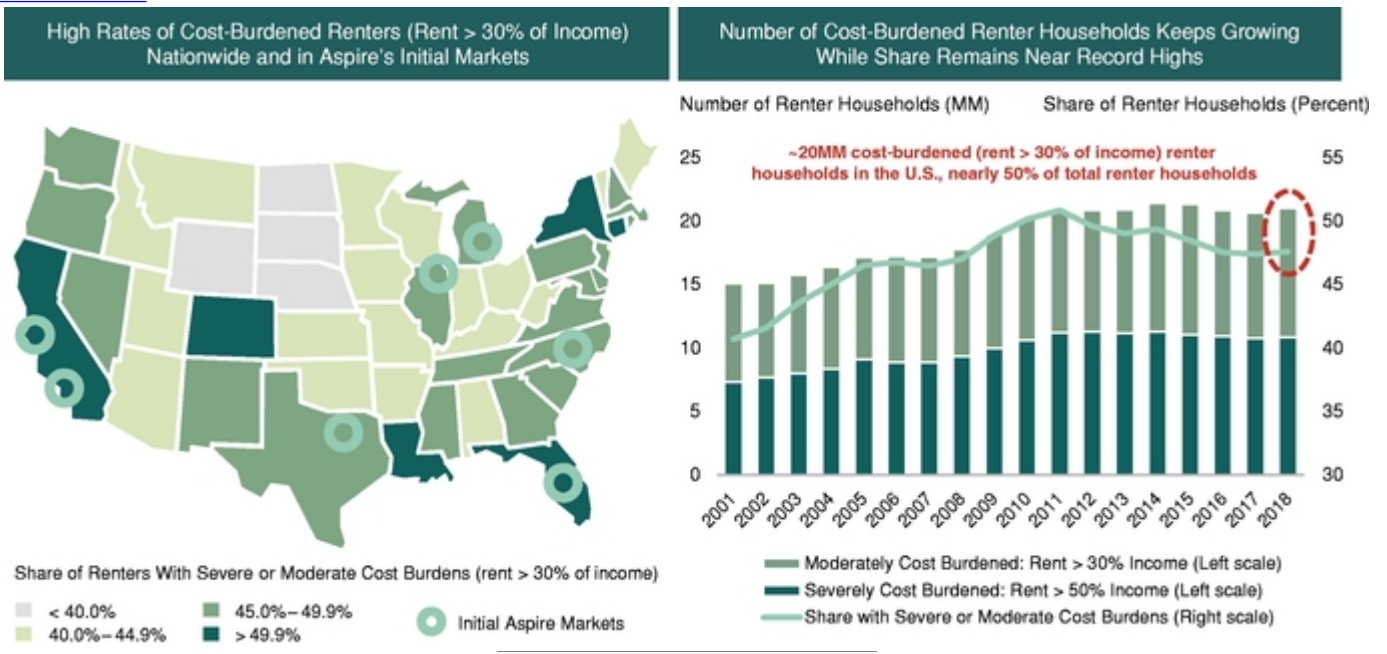 High Rates of Cost-Burdened Renters (Rent > 30% of Income)
Nationwide and in Aspire's Initial Markets
Share of Renters With Severe or Moderate Cost Burdens (rent > 30% of income)
< 40.0%
45.0%–49.9%
40.0%–44.9%
> 49.9%
Initial Aspire Markets
Number of Cost-Burdened Renter Households Keeps Growing
While Share Remains Near Record Highs
Number of Renter Households (MM)
Share of Renter Households (Percent)
~20MM cost-burdened (rent > 30% of income) renter
households in the U.S., nearly 50% of total renter households
25
20
15
10
5
0
55
50
45
40
35
30
2001
2002
2003
2004
2005
2006
2007
2008
2009
2010
2011
2012
2013
2014
2015
2016
2017
2018
Moderately Cost Burdened: Rent > 30% Income (Left scale)
Severely Cost Burdened: Rent > 50% Income (Left scale)
Share with Severe or Moderate Cost Burdens (Right scale)